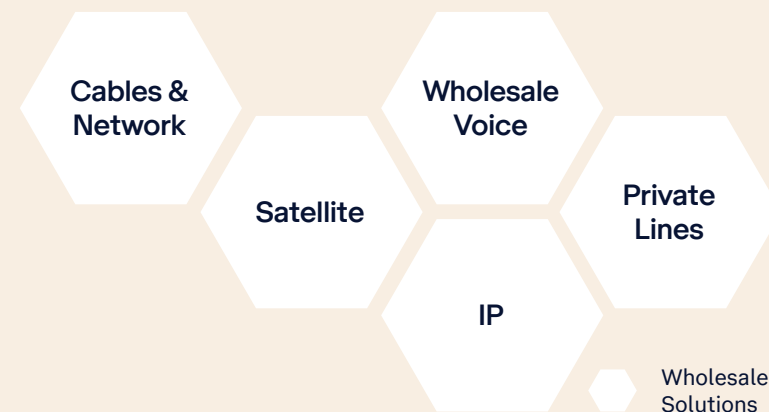 Cables &
Network
Wholesale
Voice
Satellite
Private
Lines
IP
Wholesale
Solutions